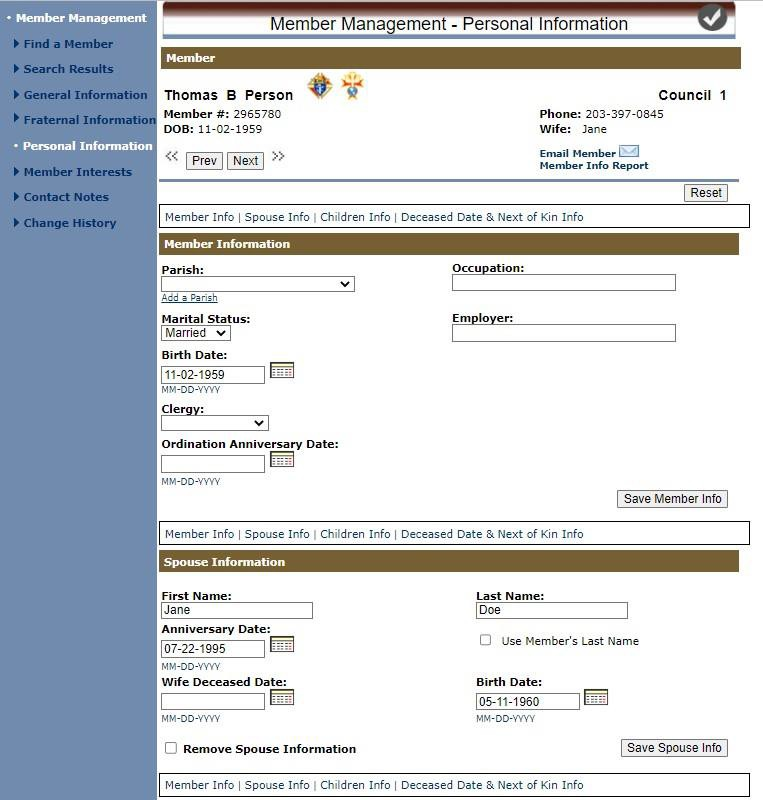 • Member Management
Find a Member
Search Results
General Information
Fraternal Information
• Personal Information
Member Interests
Contact Notes
Change History
Member Management - Personal Information
Member
Thomas B Person
Council 1
Member #: 2965780
Phone: 203-397-0845
DOB: 11-02-1959
Wife: Jane
<< Prev Next >>
Email Member
Member Info Report
Reset
Member Info | Spouse Info | Children Info | Deceased Date & Next of Kin Info
Member Information
Parish:
Occupation:
Add a Parish
Marital Status:
Employer:
Married
Birth Date:
11-02-1959
MM-DD-YYYY
Clergy:
Ordination Anniversary Date:
MM-DD-YYYY
Save Member Info
Member Info | Spouse Info | Children Info | Deceased Date & Next of Kin Info
Spouse Information
First Name:
Last Name:
Jane
Doe
Anniversary Date:
07-22-1995
Use Member's Last Name
MM-DD-YYYY
Wife Deceased Date:
Birth Date:
05-11-1960
MM-DD-YYYY
MM-DD-YYYY
Remove Spouse Information
Save Spouse Info
Member Info | Spouse Info | Children Info | Deceased Date & Next of Kin Info